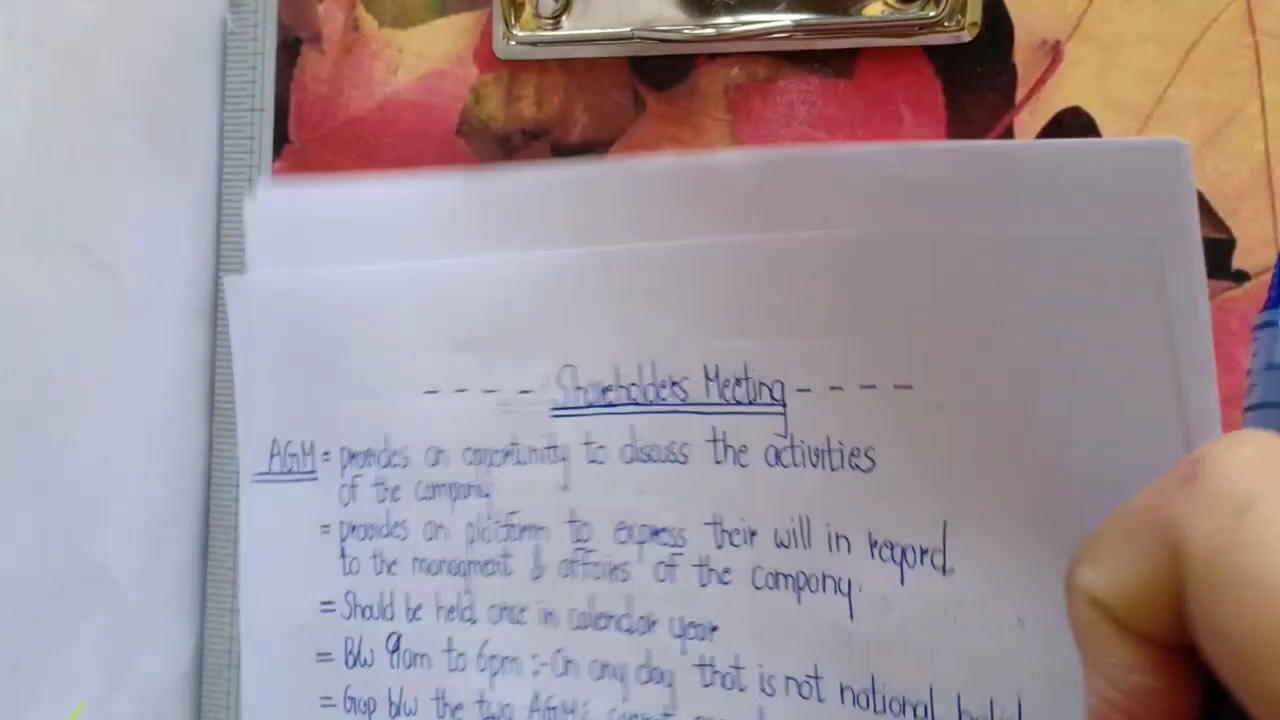 ---- Shareholders Meeting ----
AGM = provides an opportunity to discuss the activities
of the company
= provides an platform to express their will in regard
to the managment & affairs of the company.
= Should be held once in calendar year
= B/w 9am to 6pm :- On any day that is not national
= Gap b/w the two AGM: cannot